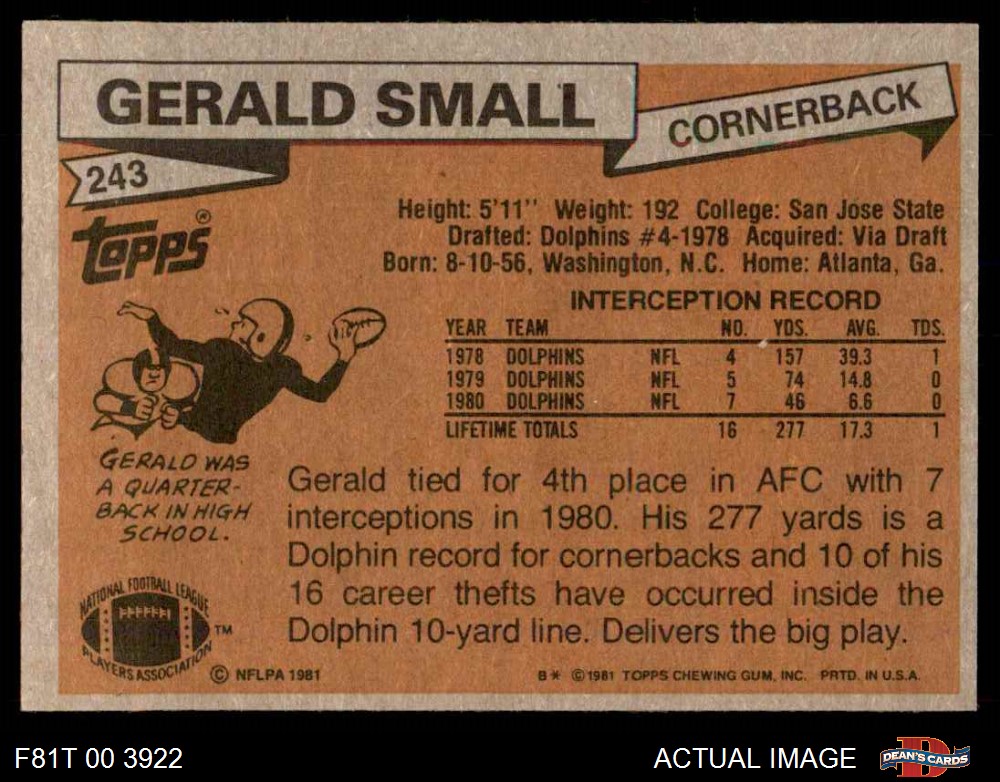 GERALD SMALL
CORNERBACK
243
TOPPS®
Height: 5'11'' Weight: 192 College: San Jose State
Drafted: Dolphins #4-1978 Acquired: Via Draft
Born: 8-10-56, Washington, N.C. Home: Atlanta, Ga.
INTERCEPTION RECORD
YEAR TEAM NO. YDS. AVG. TDS.
1978 DOLPHINS NFL 4 157 39.3 1
1979 DOLPHINS NFL 5 74 14.8 0
1980 DOLPHINS NFL 7 46 6.6 0
LIFETIME TOTALS 16 277 17.3 1
GERALD WAS
A QUARTER-
BACK IN HIGH
SCHOOL.
Gerald tied for 4th place in AFC with 7
interceptions in 1980. His 277 yards is a
Dolphin record for cornerbacks and 10 of his
16 career thefts have occurred inside the
Dolphin 10-yard line. Delivers the big play.
NATIONAL FOOTBALL LEAGUE
PLAYERS ASSOCIATION
TM
© NFLPA 1981
B* ©1981 TOPPS CHEWING GUM, INC. PRTD. IN U.S.A.
F81T 00 3922
ACTUAL IMAGE
DEAN'S CARDS